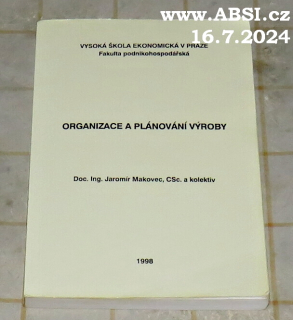 www.ABSI.cz
16.7.2024
VYSOKÁ ŠKOLA EKONOMICKÁ V PRAZE
Fakulta podnikohospodářská
ORGANIZACE A PLÁNOVÁNÍ VÝROBY
Doc. Ing. Jaromír Makovec, CSc. a kolektiv
1998